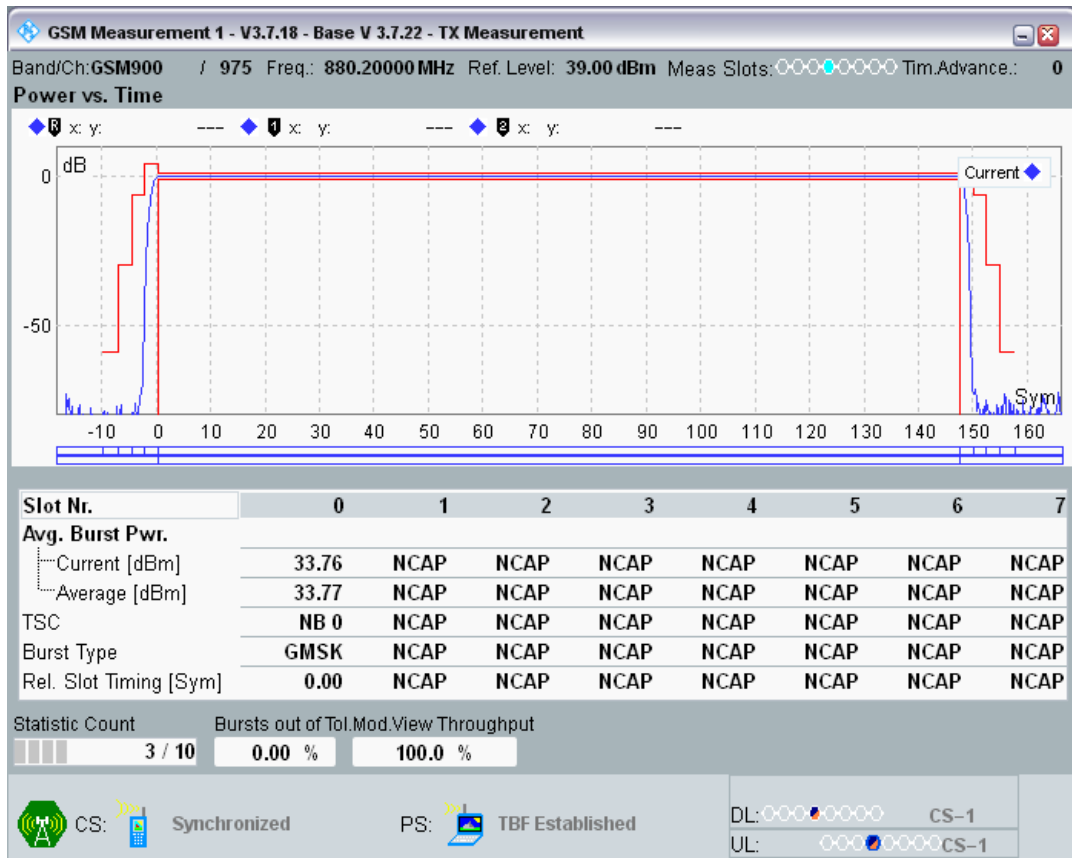 GSM Measurement 1 - V3.7.18 - Base V 3.7.22 - TX Measurement
Band/Ch:GSM900 / 975 Freq.: 880.20000 MHz Ref. Level: 39.00 dBm Meas Slots: Tim.Advance.: 0
Power vs. Time
R x: y: --- 1 x: y: --- 2 x: y: ---
dB
Current
0
-50
Sym
-10 0 10 20 30 40 50 60 70 80 90 100 110 120 130 140 150 160
Slot Nr. 0 1 2 3 4 5 6 7
Avg. Burst Pwr.
Current [dBm] 33.76 NCAP NCAP NCAP NCAP NCAP NCAP NCAP
Average [dBm] 33.77 NCAP NCAP NCAP NCAP NCAP NCAP NCAP
TSC NB 0 NCAP NCAP NCAP NCAP NCAP NCAP NCAP
Burst Type GMSK NCAP NCAP NCAP NCAP NCAP NCAP NCAP
Rel. Slot Timing [Sym] 0.00 NCAP NCAP NCAP NCAP NCAP NCAP NCAP
Statistic Count Bursts out of Tol. Mod.View Throughput
3 / 10 0.00 % 100.0 %
CS: Synchronized PS: TBF Established
DL: CS-1
UL: CS-1